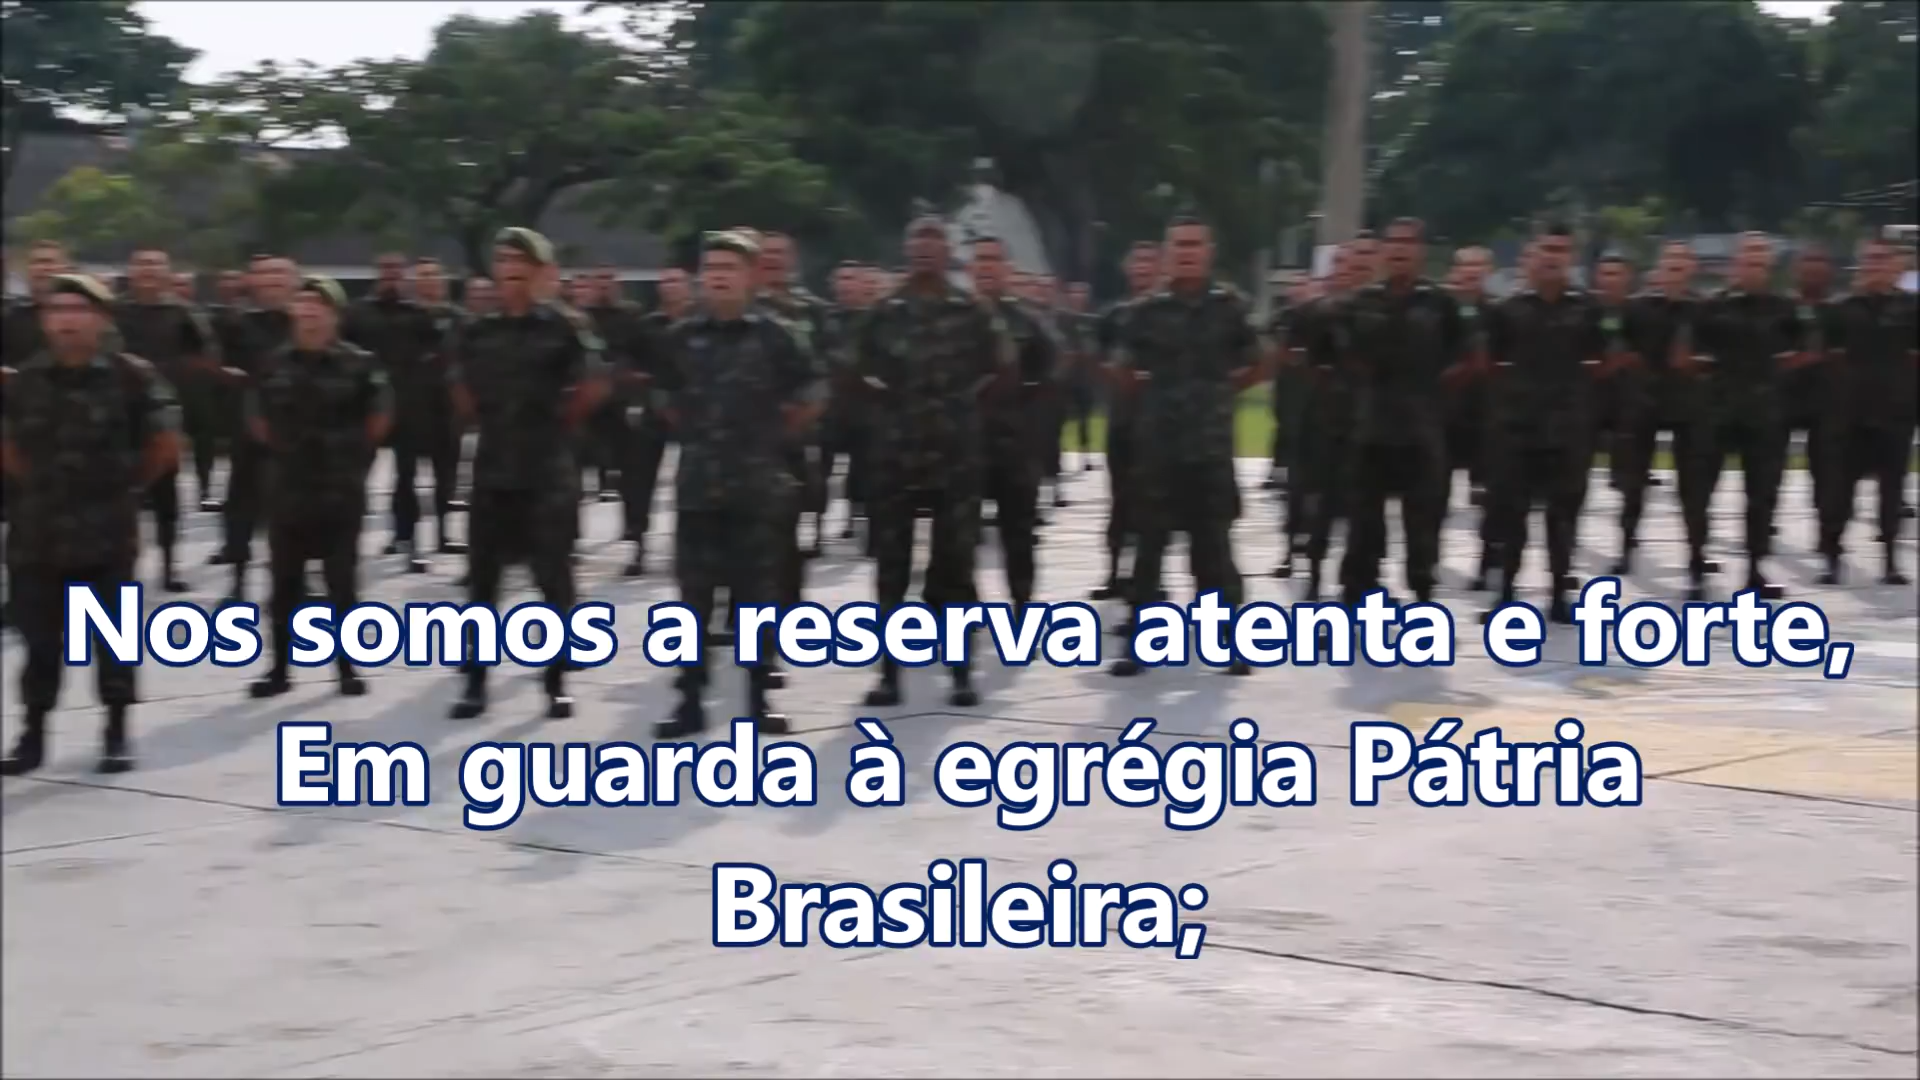 Nos somos a reserva atenta e forte,
Em guarda à egrégia Pátria
Brasileira;